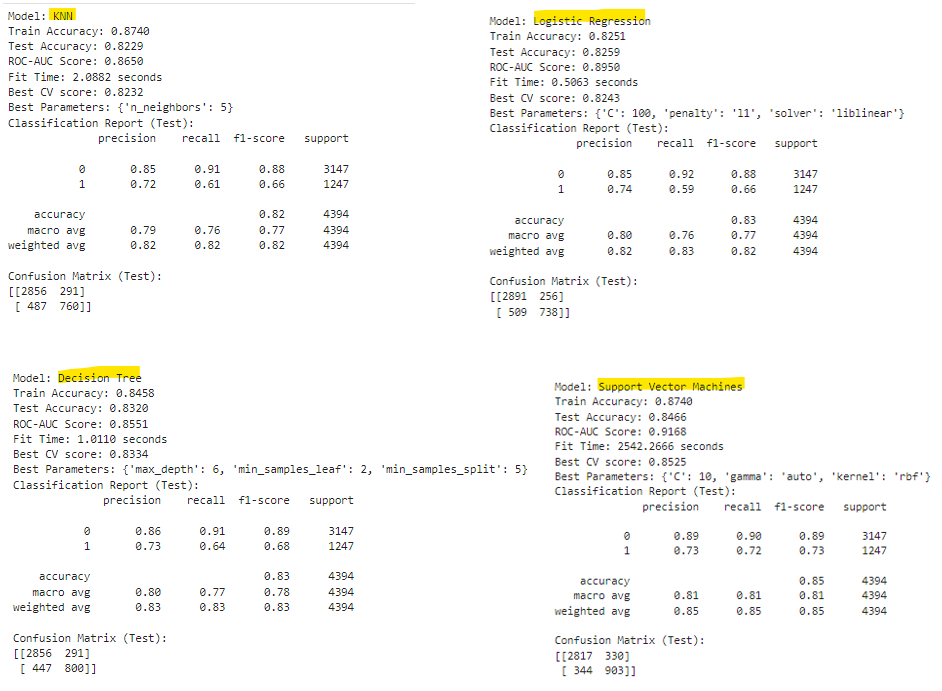 Model: KNN
Train Accuracy: 0.8740
Test Accuracy: 0.8229
ROC-AUC Score: 0.8650
Fit Time: 2.0882 seconds
Best CV score: 0.8232
Best Parameters: {'n_neighbors': 5}
Classification Report (Test):
precision recall f1-score support
0 0.85 0.91 0.88 3147
1 0.72 0.61 0.66 1247
accuracy 0.82 4394
macro avg 0.79 0.76 0.77 4394
weighted avg 0.82 0.82 0.82 4394
Confusion Matrix (Test):
[[2856 291]
[ 487 760]]
Model: Logistic Regression
Train Accuracy: 0.8251
Test Accuracy: 0.8259
ROC-AUC Score: 0.8950
Fit Time: 0.5063 seconds
Best CV score: 0.8243
Best Parameters: {'C': 100, 'penalty': 'l1', 'solver': 'liblinear'}
Classification Report (Test):
precision recall f1-score support
0 0.85 0.92 0.88 3147
1 0.74 0.59 0.66 1247
accuracy 0.83 4394
macro avg 0.80 0.76 0.77 4394
weighted avg 0.82 0.83 0.82 4394
Confusion Matrix (Test):
[[2891 256]
[ 509 738]]
Model: Decision Tree
Train Accuracy: 0.8458
Test Accuracy: 0.8320
ROC-AUC Score: 0.8551
Fit Time: 1.0110 seconds
Best CV score: 0.8334
Best Parameters: {'max_depth': 6, 'min_samples_leaf': 2, 'min_samples_split': 5}
Classification Report (Test):
precision recall f1-score support
0 0.86 0.91 0.89 3147
1 0.73 0.64 0.68 1247
accuracy 0.83 4394
macro avg 0.80 0.77 0.78 4394
weighted avg 0.83 0.83 0.83 4394
Confusion Matrix (Test):
[[2856 291]
[ 447 800]]
Model: Support Vector Machines
Train Accuracy: 0.8740
Test Accuracy: 0.8466
ROC-AUC Score: 0.9168
Fit Time: 2542.2666 seconds
Best CV score: 0.8525
Best Parameters: {'C': 10, 'gamma': 'auto', 'kernel': 'rbf'}
Classification Report (Test):
precision recall f1-score support
0 0.89 0.90 0.89 3147
1 0.73 0.72 0.73 1247
accuracy 0.85 4394
macro avg 0.81 0.81 0.81 4394
weighted avg 0.85 0.85 0.85 4394
Confusion Matrix (Test):
[[2817 330]
[ 344 903]]